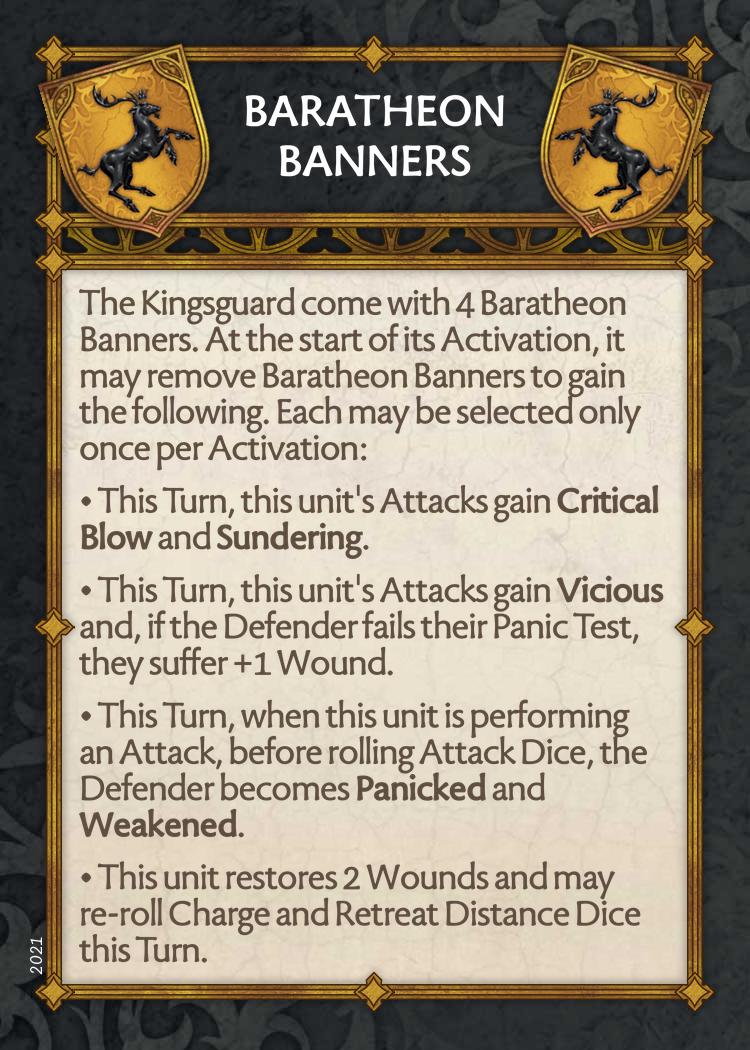 BARATHEON
BANNERS
The Kingsguard come with 4 Baratheon
Banners. At the start of its Activation, it
may remove Baratheon Banners to gain
the following. Each may be selected only
once per Activation:
• This Turn, this unit's Attacks gain Critical
Blow and Sundering.
• This Turn, this unit's Attacks gain Vicious
and, if the Defender fails their Panic Test,
they suffer +1 Wound.
• This Turn, when this unit is performing
an Attack, before rolling Attack Dice, the
Defender becomes Panicked and
Weakened.
• This unit restores 2 Wounds and may
re-roll Charge and Retreat Distance Dice
this Turn.
2021